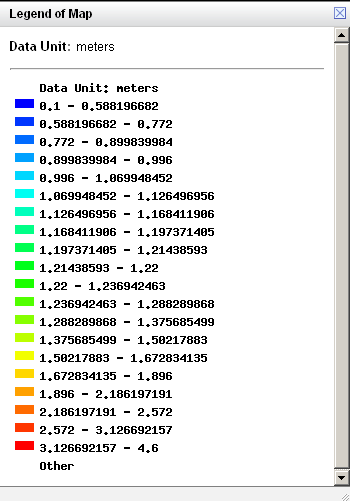 Legend of Map
Data Unit: meters
Data Unit: meters
0.1 - 0.588196682
0.588196682 - 0.772
0.772 - 0.899839984
0.899839984 - 0.996
0.996 - 1.069948452
1.069948452 - 1.126496956
1.126496956 - 1.168411906
1.168411906 - 1.197371405
1.197371405 - 1.21438593
1.21438593 - 1.22
1.22 - 1.236942463
1.236942463 - 1.288289868
1.288289868 - 1.375685499
1.375685499 - 1.50217883
1.50217883 - 1.672834135
1.672834135 - 1.896
1.896 - 2.186197191
2.186197191 - 2.572
2.572 - 3.126692157
3.126692157 - 4.6
Other